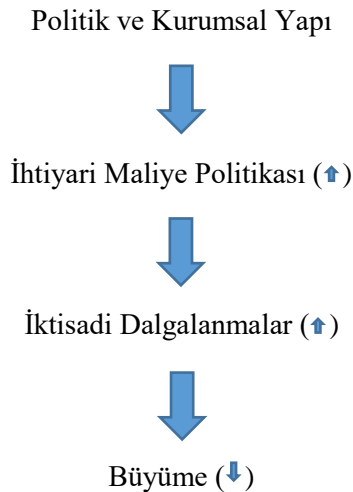 Politik ve Kurumsal Yapı
İhtiyari Maliye Politikası (⬆)
İktisadi Dalgalanmalar (⬆)
Büyüme (⬇)